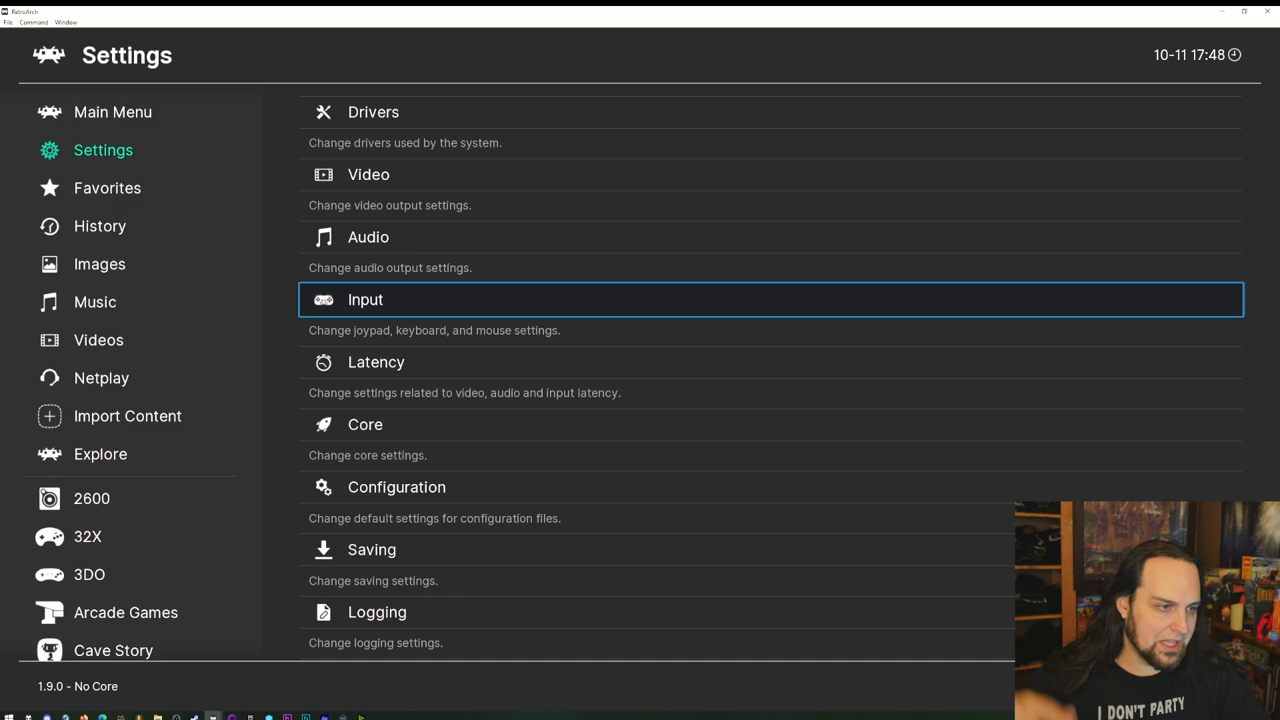 RetroArch
File Command Window
Settings
10-11 17:48
Main Menu
Settings
Favorites
History
Images
Music
Videos
Netplay
Import Content
Explore
2600
32X
3DO
Arcade Games
Cave Story
Drivers
Change drivers used by the system.
Video
Change video output settings.
Audio
Change audio output settings.
Input
Change joypad, keyboard, and mouse settings.
Latency
Change settings related to video, audio and input latency.
Core
Change core settings.
Configuration
Change default settings for configuration files.
Saving
Change saving settings.
Logging
Change logging settings.
1.9.0 - No Core
I DON'T PARTY